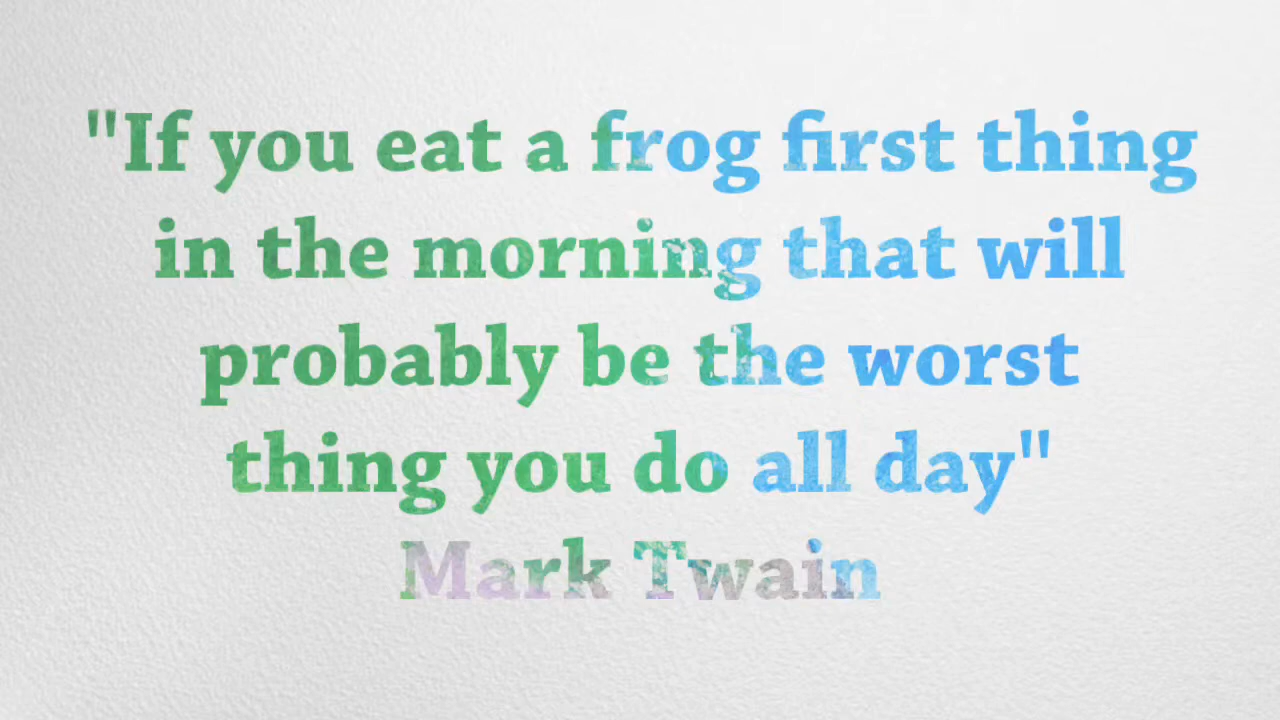 "If you eat a frog first thing
in the morning that will
probably be the worst
thing you do all day"
Mark Twain